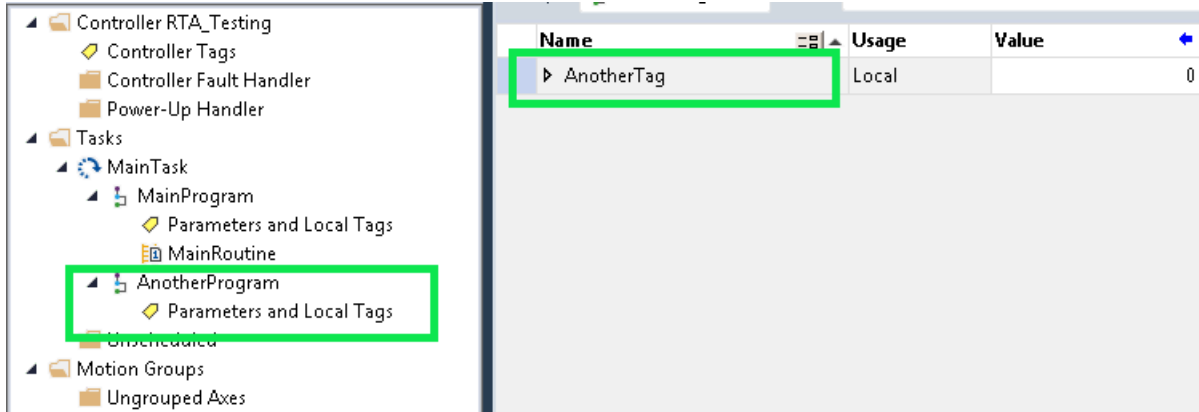 Controller RTA_Testing
Controller Tags
Controller Fault Handler
Power-Up Handler
Tasks
MainTask
MainProgram
Parameters and Local Tags
MainRoutine
AnotherProgram
Parameters and Local Tags
Unscheduled
Motion Groups
Ungrouped Axes
Name Usage Value
AnotherTag Local 0